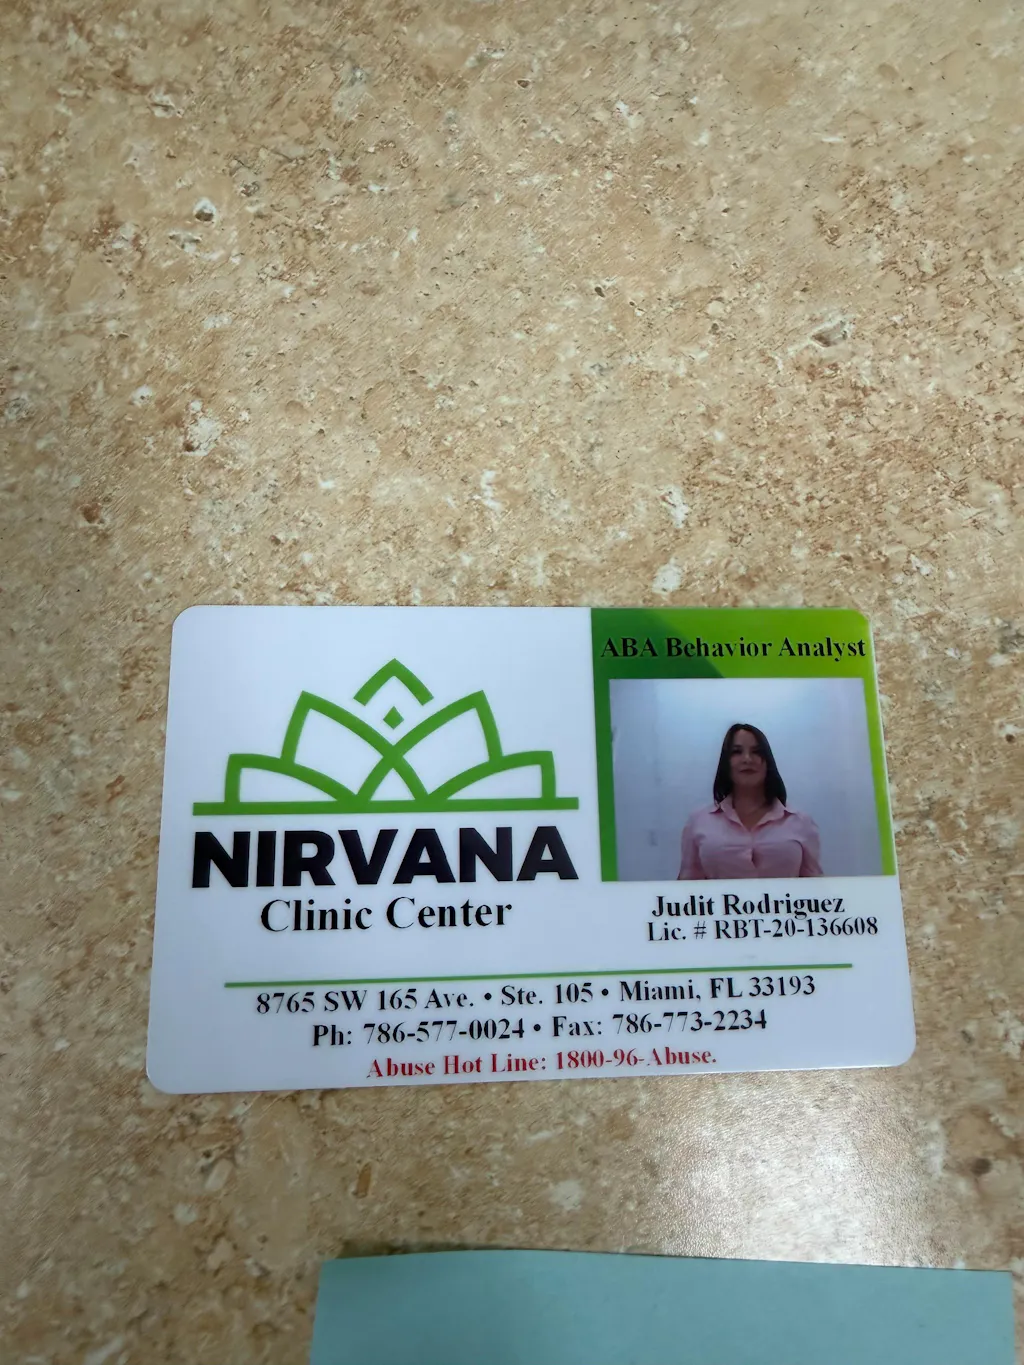 ABA Behavior Analyst
NIRVANA
Clinic Center
Judit Rodriguez
Lic. # RBT-20-136608
8765 SW 165 Ave. • Ste. 105 • Miami, FL 33193
Ph: 786-577-0024 • Fax: 786-773-2234
Abuse Hot Line: 1800-96-Abuse.